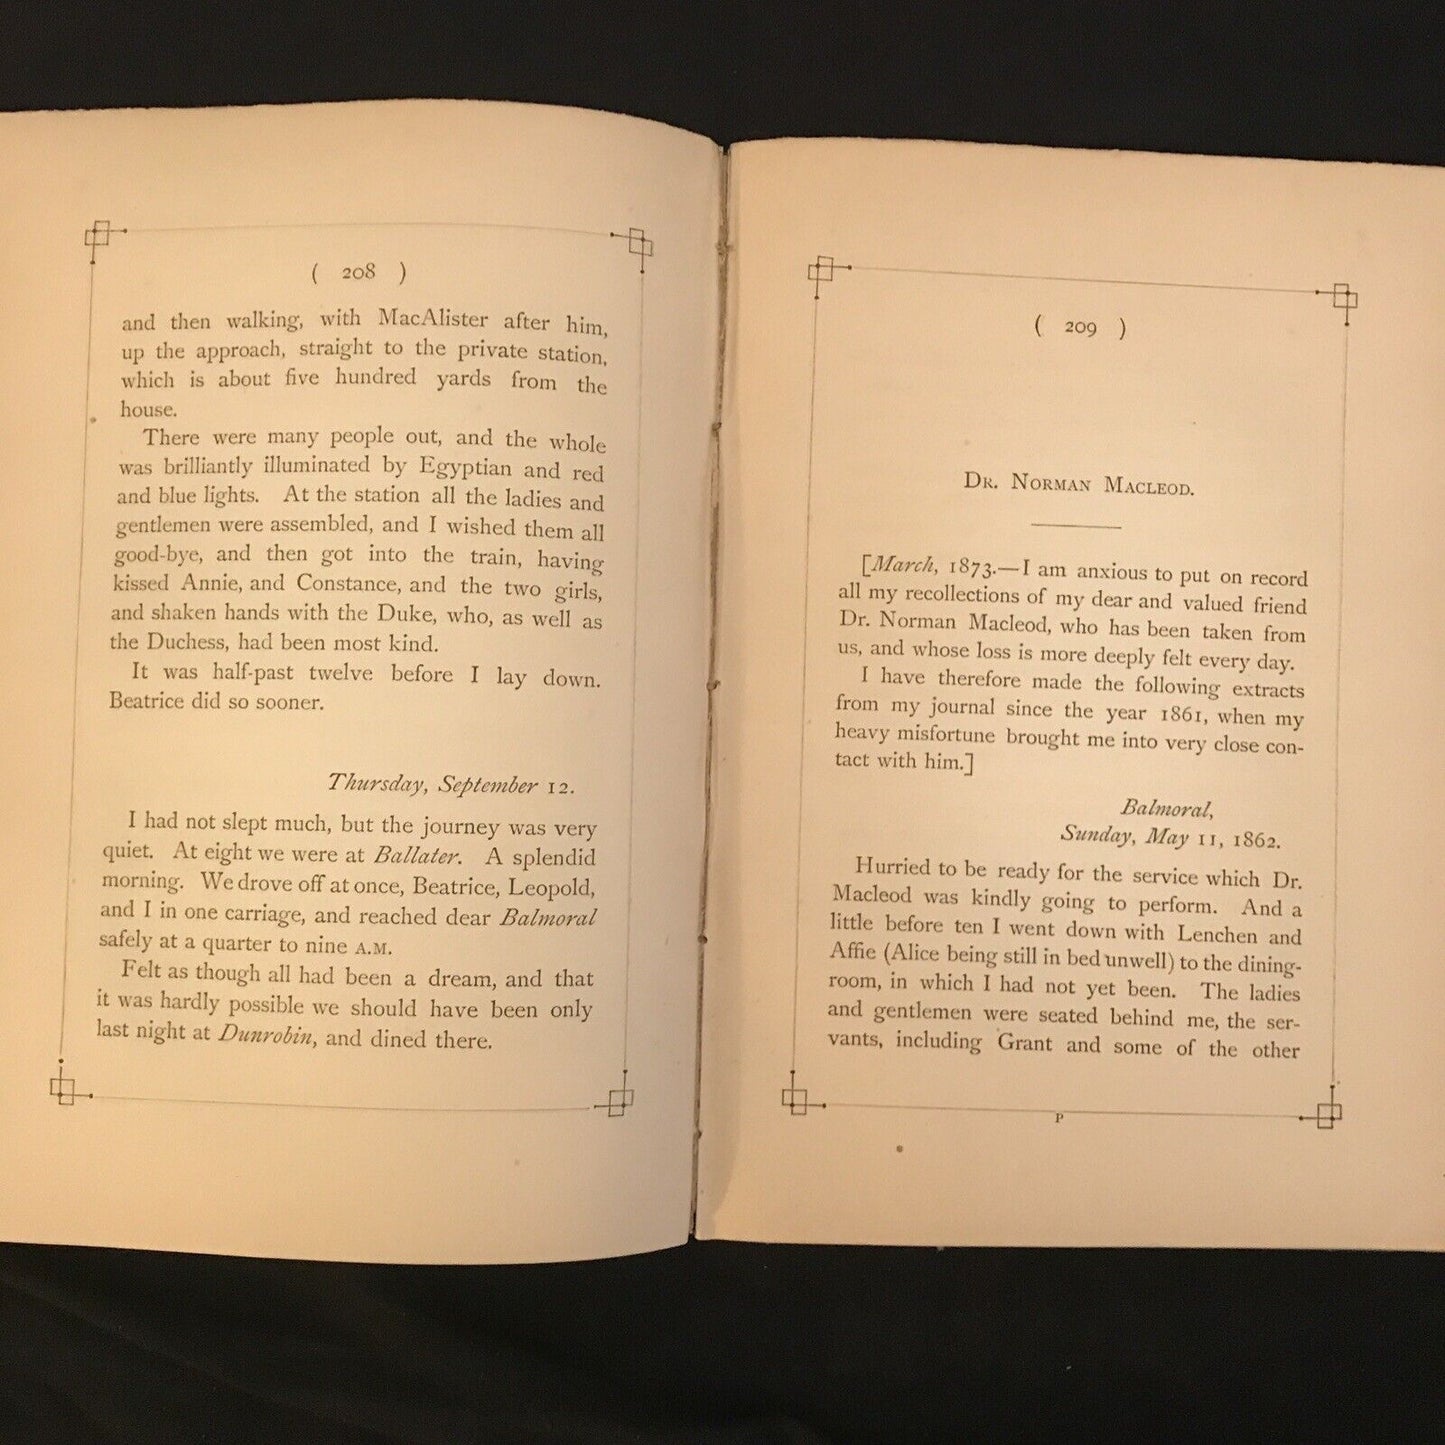 ( 208 )
and then walking, with MacAlister after him,
up the approach, straight to the private station,
which is about five hundred yards from the
house.
There were many people out, and the whole
was brilliantly illuminated by Egyptian and red
and blue lights. At the station all the ladies and
gentlemen were assembled, and I wished them all
good-bye, and then got into the train, having
kissed Annie, and Constance, and the two girls,
and shaken hands with the Duke, who, as well as
the Duchess, had been most kind.
It was half-past twelve before I lay down.
Beatrice did so sooner.
Thursday, September 12.
I had not slept much, but the journey was very
quiet. At eight we were at Ballater. A splendid
morning. We drove off at once, Beatrice, Leopold,
and I in one carriage, and reached dear Balmoral
safely at a quarter to nine A.M.
Felt as though all had been a dream, and that
it was hardly possible we should have been only
last night at Dunrobin, and dined there.
( 209 )
DR. NORMAN MACLEOD.
[March, 1873.—I am anxious to put on record
all my recollections of my dear and valued friend
Dr. Norman Macleod, who has been taken from
us, and whose loss is more deeply felt every day.
I have therefore made the following extracts
from my journal since the year 1861, when my
heavy misfortune brought me into very close con-
tact with him.]
Balmoral,
Sunday, May 11, 1862.
Hurried to be ready for the service which Dr.
Macleod was kindly going to perform. And a
little before ten I went down with Lenchen and
Affie (Alice being still in bed unwell) to the dining-
room, in which I had not yet been. The ladies
and gentlemen were seated behind me, the ser-
vants, including Grant and some of the other
P